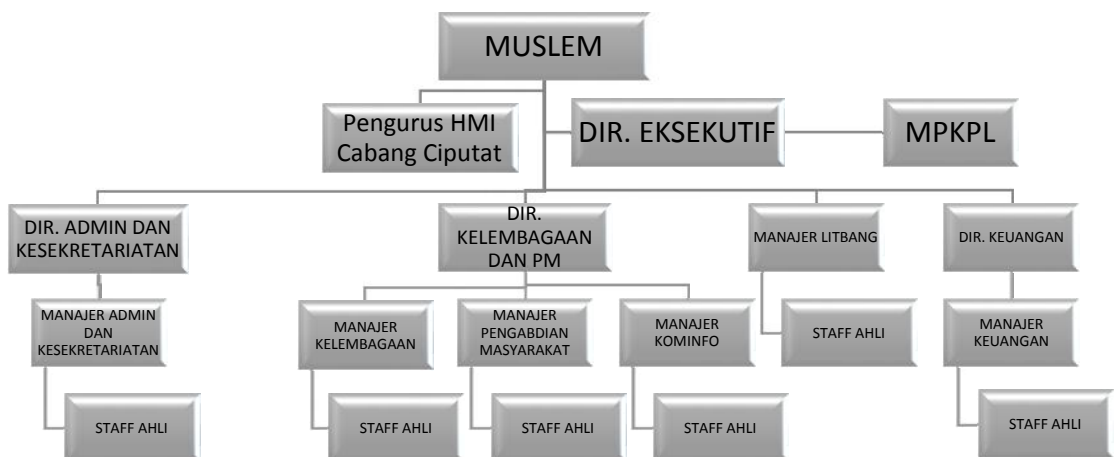 MUSLEM
Pengurus HMI
Cabang Ciputat
DIR. EKSEKUTIF
MPKPL
DIR. ADMIN DAN
KESEKRETARIATAN
DIR.
KELEMBAGAAN
DAN PM
MANAJER LITBANG
DIR. KEUANGAN
MANAJER ADMIN
DAN
KESEKRETARIATAN
MANAJER
KELEMBAGAAN
MANAJER
PENGABDIAN
MASYARAKAT
MANAJER
KOMINFO
STAFF AHLI
MANAJER
KEUANGAN
STAFF AHLI
STAFF AHLI
STAFF AHLI
STAFF AHLI
STAFF AHLI